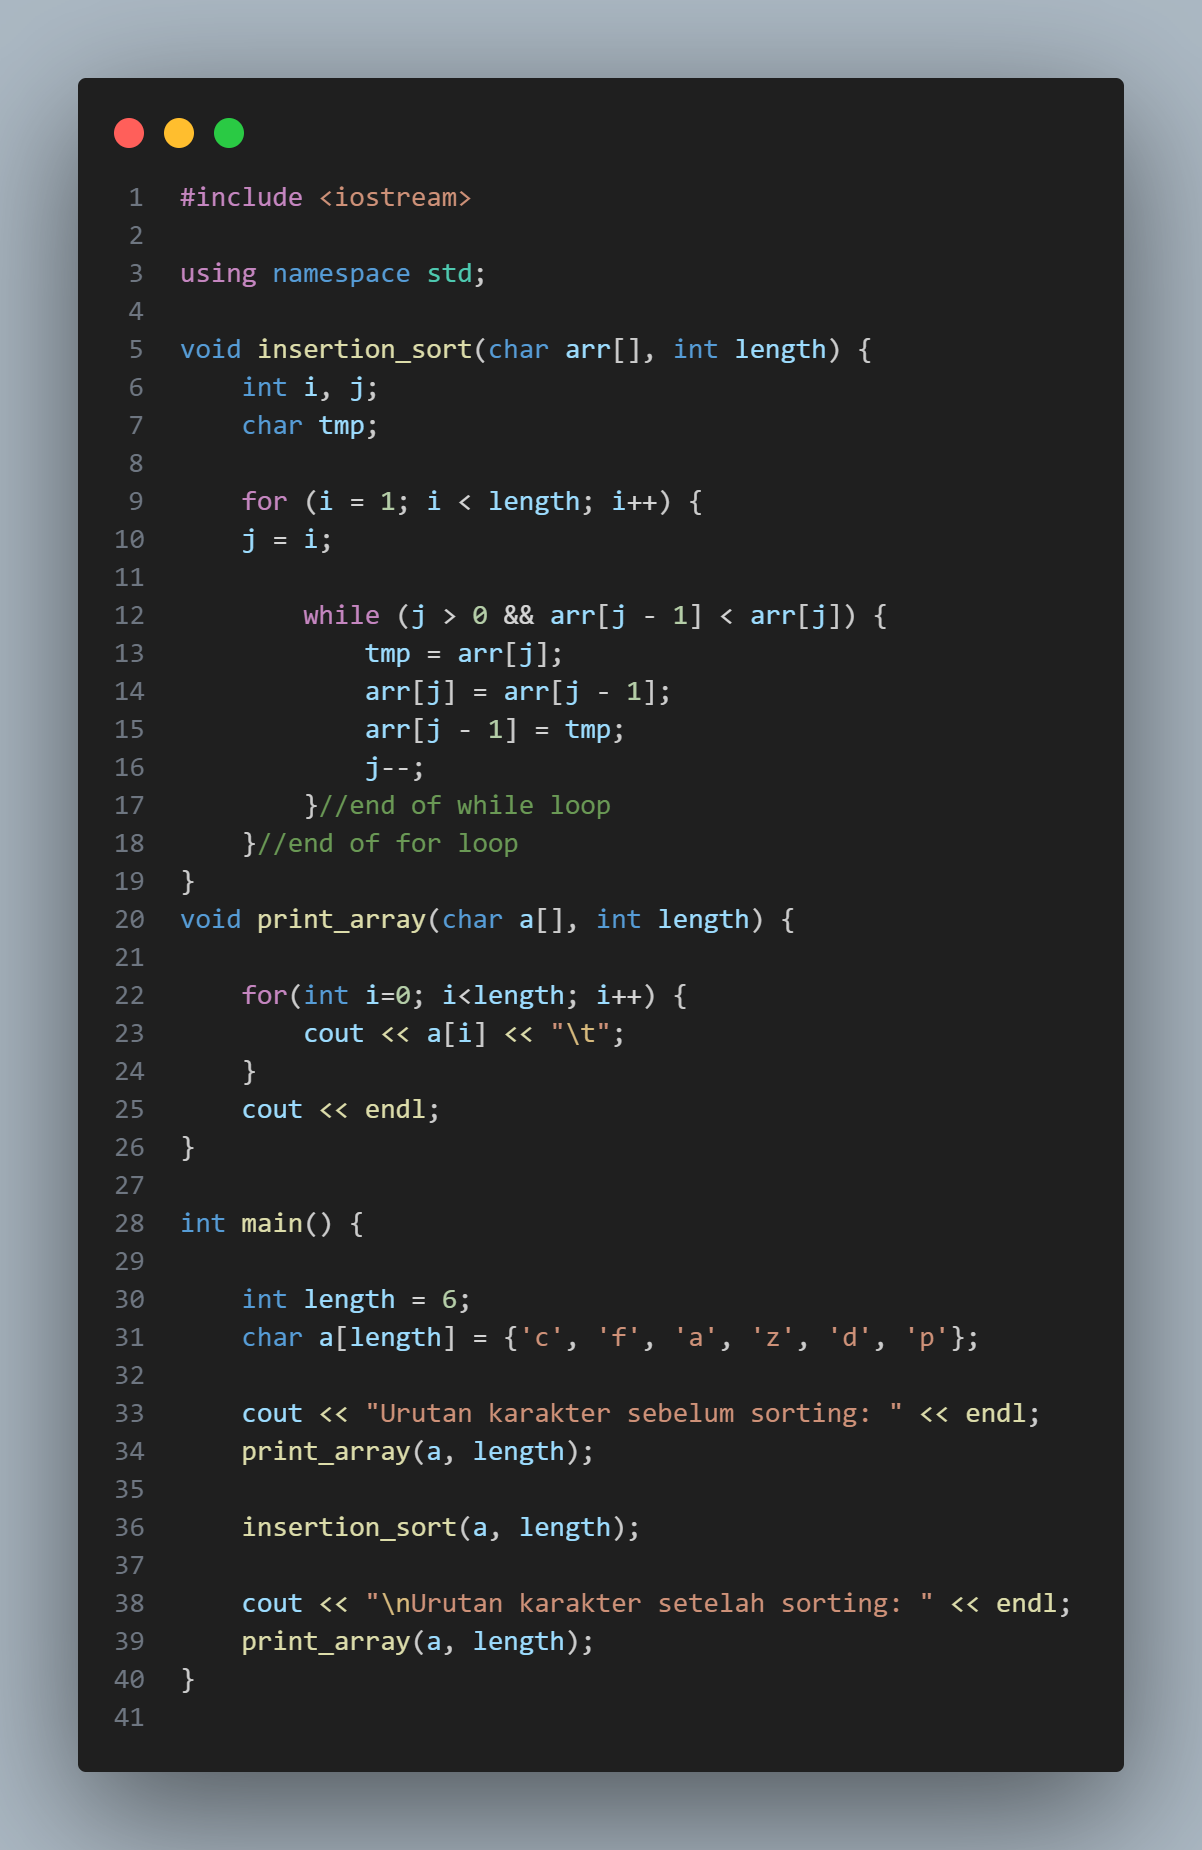 1 #include <iostream>
2
3 using namespace std;
4
5 void insertion_sort(char arr[], int length) {
6     int i, j;
7     char tmp;
8
9     for (i = 1; i < length; i++) {
10     j = i;
11
12         while (j > 0 && arr[j - 1] < arr[j]) {
13             tmp = arr[j];
14             arr[j] = arr[j - 1];
15             arr[j - 1] = tmp;
16             j--;
17         }//end of while loop
18     }//end of for loop
19 }
20 void print_array(char a[], int length) {
21
22     for(int i=0; i<length; i++) {
23         cout << a[i] << "\t";
24     }
25     cout << endl;
26 }
27
28 int main() {
29
30     int length = 6;
31     char a[length] = {'c', 'f', 'a', 'z', 'd', 'p'};
32
33     cout << "Urutan karakter sebelum sorting: " << endl;
34     print_array(a, length);
35
36     insertion_sort(a, length);
37
38     cout << "\nUrutan karakter setelah sorting: " << endl;
39     print_array(a, length);
40 }
41